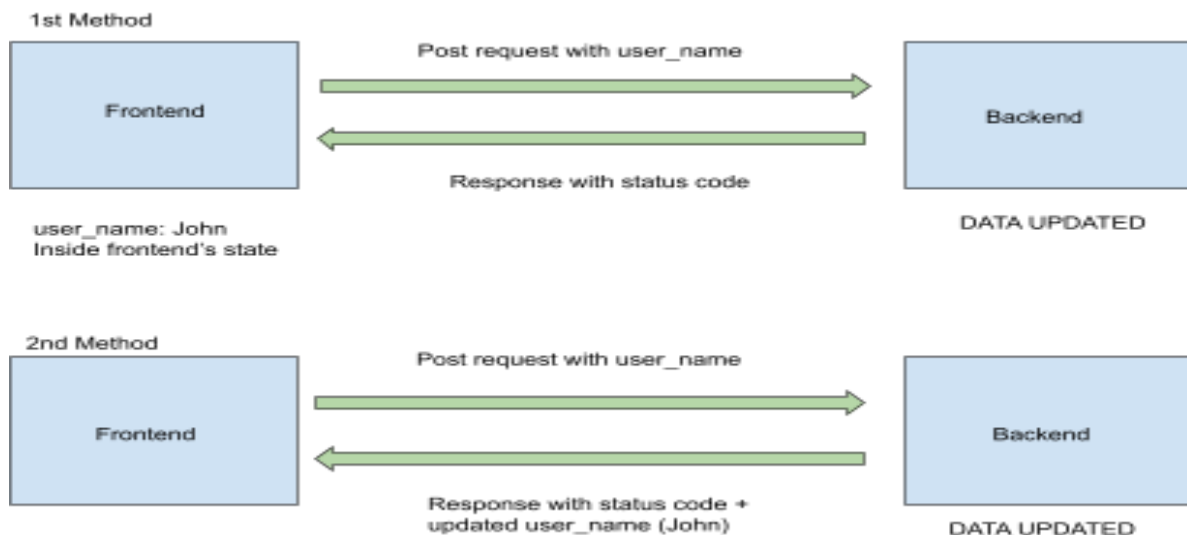 1st Method
Post request with user_name
Frontend
Backend
Response with status code
user_name: John
Inside frontend's state
DATA UPDATED
2nd Method
Post request with user_name
Frontend
Backend
Response with status code +
updated user_name (John)
DATA UPDATED